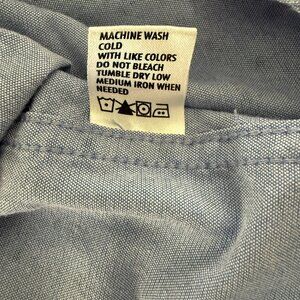 MACHINE WASH
COLD
WITH LIKE COLORS
DO NOT BLEACH
TUMBLE DRY LOW
MEDIUM IRON WHEN
NEEDED